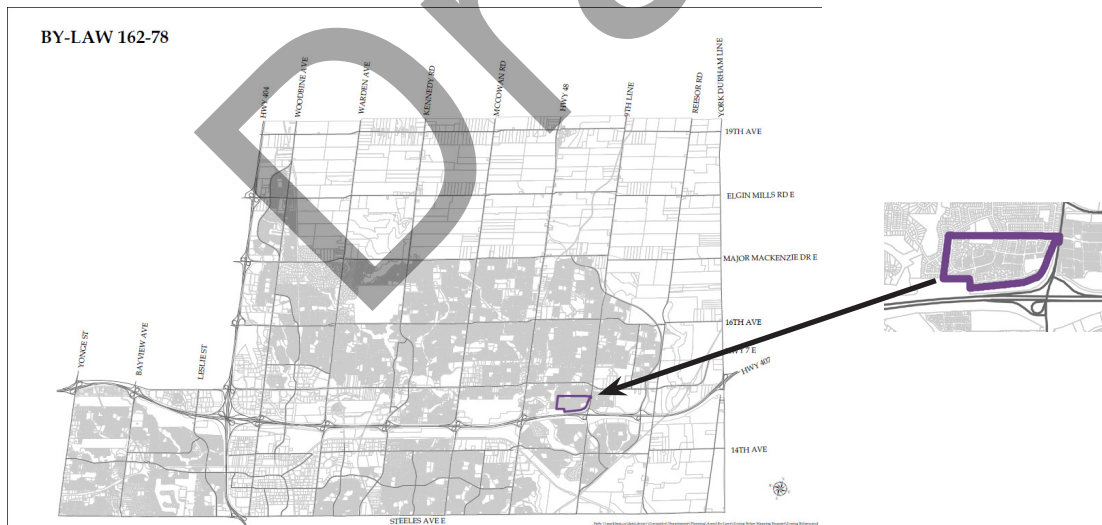 BY-LAW 162-78
HWY 404
WOODBINE AVE
WARDEN AVE
KENNEDY RD
MCCOWAN RD
HWY 48
9TH LINE
REESOR RD
YORK DURHAM LINE
19TH AVE
ELGIN MILLS RD E
MAJOR MACKENZIE DR E
16TH AVE
HWY 7 E
HWY 407
YONGE ST
BAYVIEW AVE
LESLIE ST
14TH AVE
STEELES AVE E